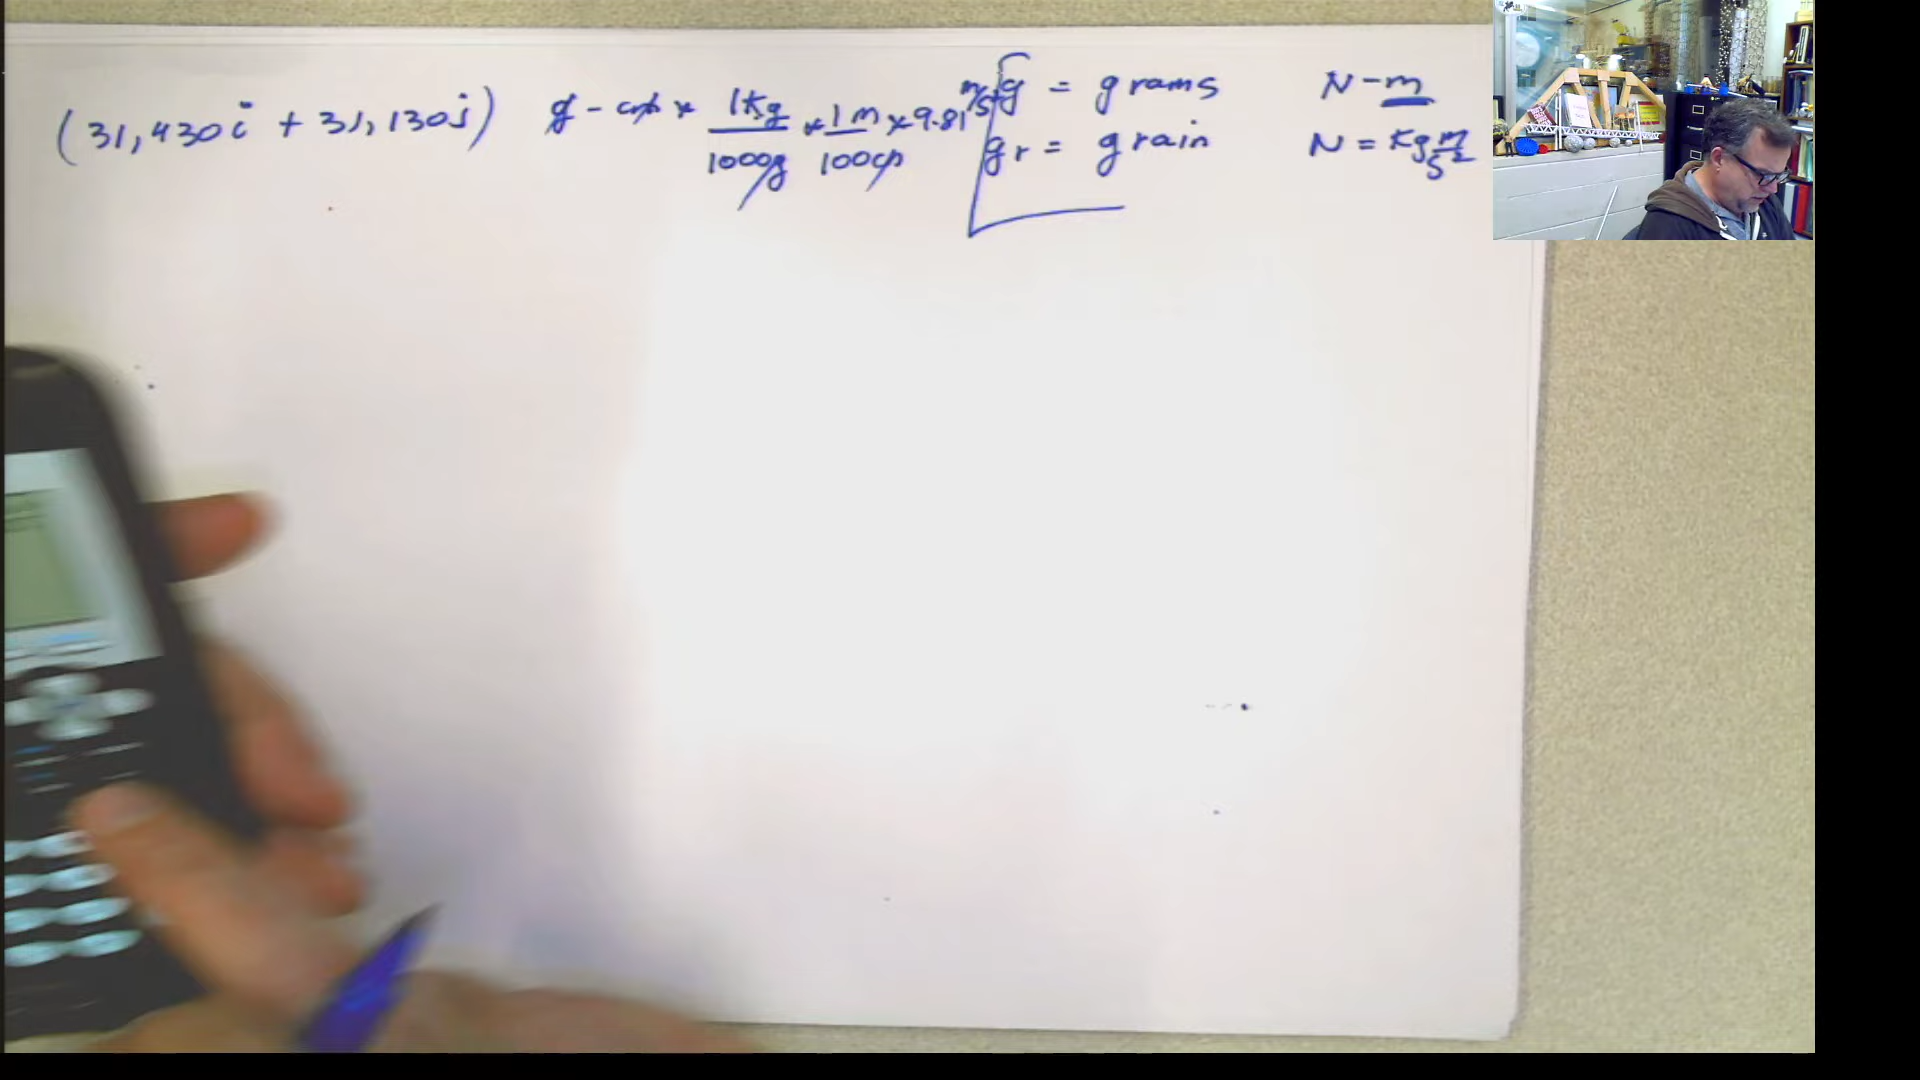 (31,430i + 31,130j) g - cm × 1kg/1000g × 1m/100cm × 9.81 m/s²
g = grams
gr = grain
N - m
N = kg m/s²